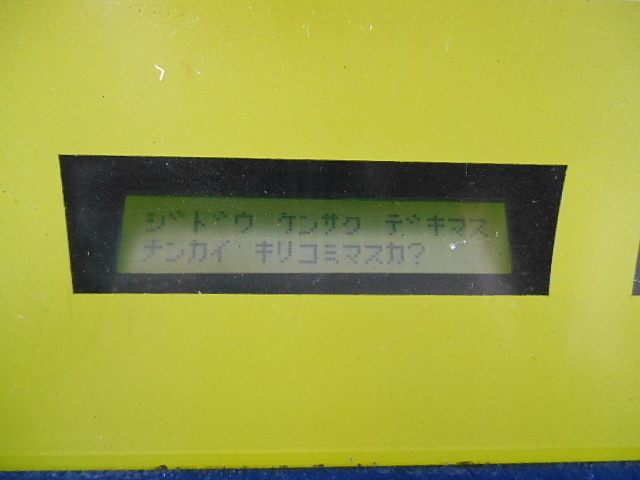 ジドウ ケンサク デキマス
ナンカイ キリコミマスカ?